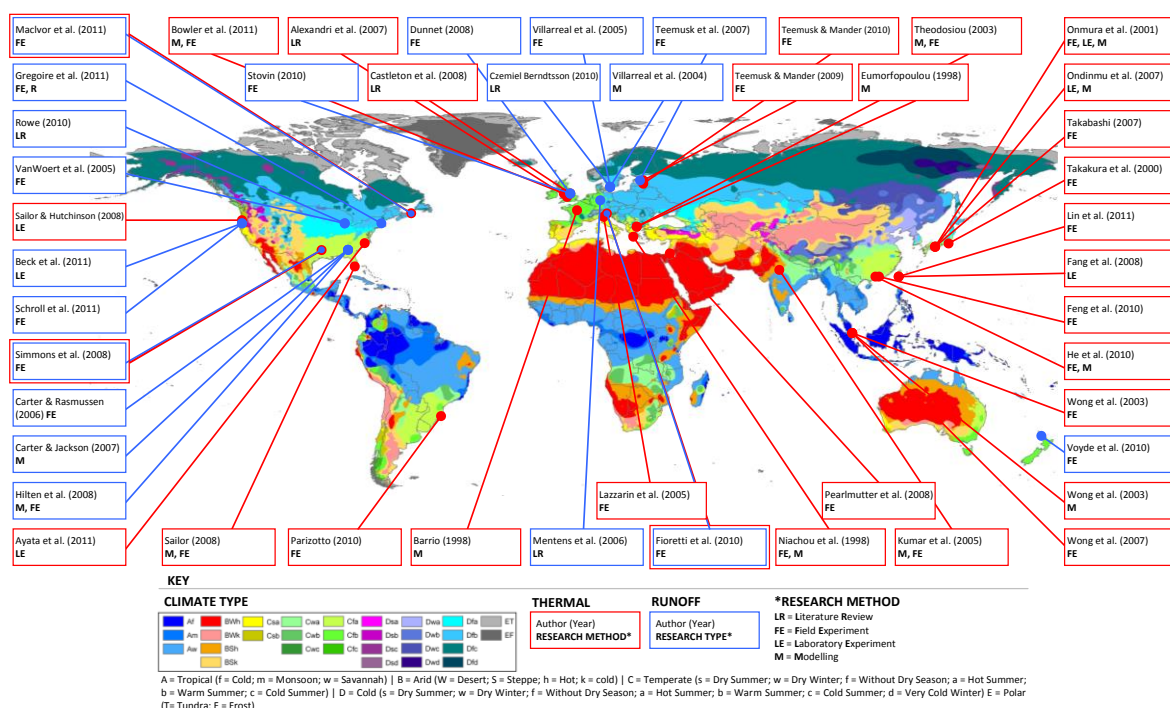 MacIvor et al. (2011)
FE
Bowler et al. (2011)
M, FE
Alexandri et al. (2007)
LR
Dunnet (2008)
FE
Villarreal et al. (2005)
FE
Teemusk et al. (2007)
FE
Teemusk & Mander (2010)
FE
Theodosiou (2003)
M, FE
Onmura et al. (2001)
FE, LE, M
Gregoire et al. (2011)
FE, R
Stovin (2010)
FE
Castleton et al. (2008)
LR
Czemiel Berndtsson (2010)
LR
Villarreal et al. (2004)
M
Teemusk & Mander (2009)
FE
Eumorfopoulou (1998)
M
Ondinmu et al. (2007)
LE, M
Rowe (2010)
LR
Takabashi (2007)
FE
VanWoert et al. (2005)
FE
Takakura et al. (2000)
FE
Sailor & Hutchinson (2008)
LE
Lin et al. (2011)
FE
Beck et al. (2011)
LE
Fang et al. (2008)
LE
Schroll et al. (2011)
FE
Feng et al. (2010)
FE
Simmons et al. (2008)
FE
He et al. (2010)
FE, M
Carter & Rasmussen
(2006) FE
Wong et al. (2003)
FE
Carter & Jackson (2007)
M
Voyde et al. (2010)
FE
Hilten et al. (2008)
M, FE
Lazzarin et al. (2005)
FE
Pearlmutter et al. (2008)
FE
Wong et al. (2003)
M
Ayata et al. (2011)
LE
Sailor (2008)
M, FE
Parizotto (2010)
FE
Barrio (1998)
M
Mentens et al. (2006)
LR
Fioretti et al. (2010)
FE
Niachou et al. (1998)
FE, M
Kumar et al. (2005)
M, FE
Wong et al. (2007)
FE
KEY
CLIMATE TYPE
THERMAL
RUNOFF
*RESEARCH METHOD
Af BWh Csa Cwa Cfa Dsa Dwa Dfa ET
Am BWk Csb Cwb Cfb Dsb Dwb Dfb EF
Aw BSh Cwc Cfc Dsc Dwc Dfc
BSk Dsd Dwd Dfd
Author (Year)
RESEARCH METHOD*
Author (Year)
RESEARCH TYPE*
LR = Literature Review
FE = Field Experiment
LE = Laboratory Experiment
M = Modelling
A = Tropical (f = Cold; m = Monsoon; w = Savannah) | B = Arid (W = Desert; S = Steppe; h = Hot; k = cold) | C = Temperate (s = Dry Summer; w = Dry Winter; f = Without Dry Season; a = Hot Summer;
b = Warm Summer; c = Cold Summer) | D = Cold (s = Dry Summer; w = Dry Winter; f = Without Dry Season; a = Hot Summer; b = Warm Summer; c = Cold Summer; d = Very Cold Winter) E = Polar
(T= Tundra; F = Frost)